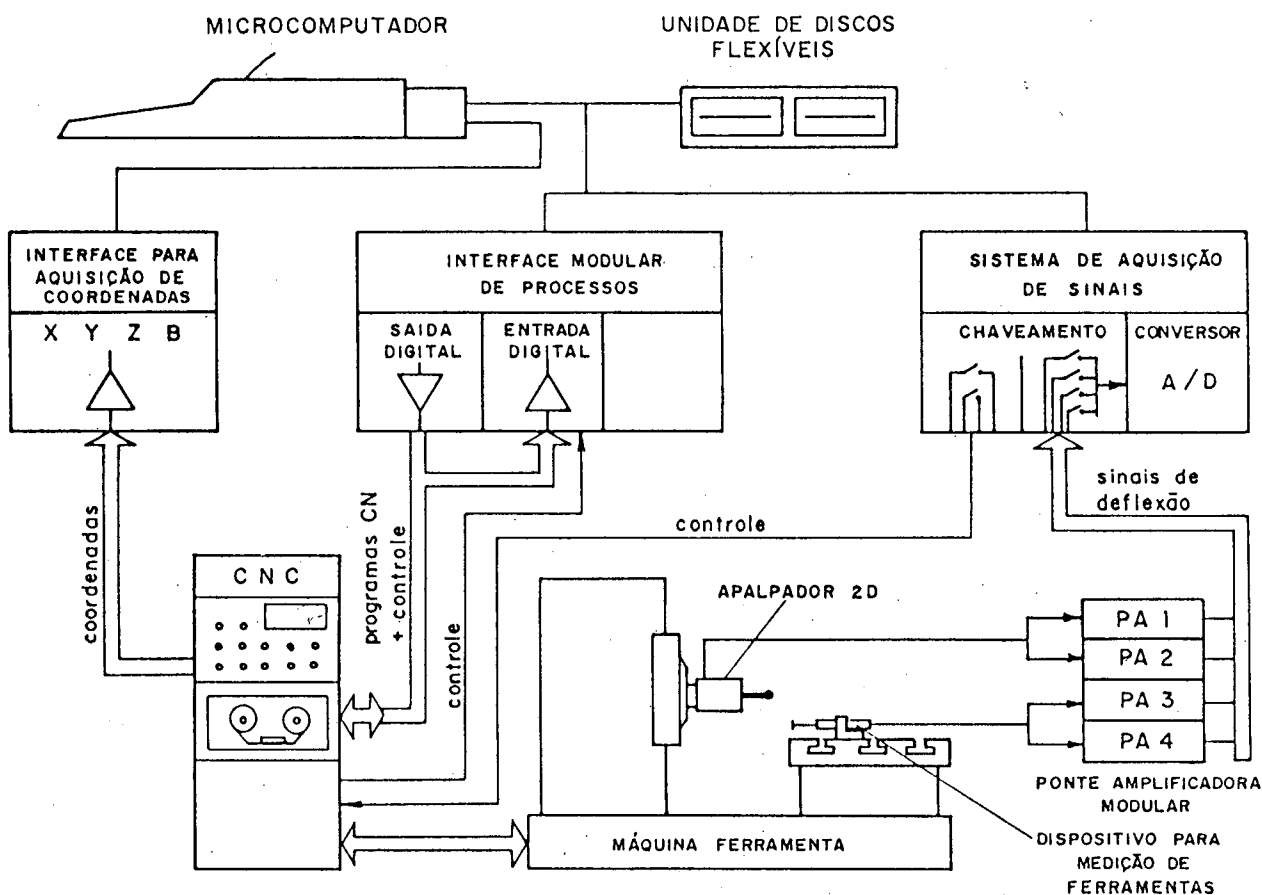 MICROCOMPUTADOR
UNIDADE DE DISCOS
FLEXÍVEIS
INTERFACE PARA
AQUISIÇÃO DE
COORDENADAS
X Y Z B
INTERFACE MODULAR
DE PROCESSOS
SAIDA
DIGITAL
ENTRADA
DIGITAL
SISTEMA DE AQUISIÇÃO
DE SINAIS
CHAVEAMENTO
CONVERSOR
A/D
coordenadas
programas CN
+ controle
controle
controle
sinais de
deflexão
CNC
APALPADOR 2D
PA 1
PA 2
PA 3
PA 4
PONTE AMPLIFICADORA
MODULAR
MÁQUINA FERRAMENTA
DISPOSITIVO PARA
MEDIÇÃO DE
FERRAMENTAS